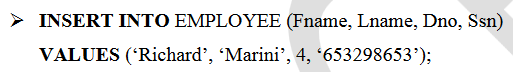 ➢ INSERT INTO EMPLOYEE (Fname, Lname, Dno, Ssn)
VALUES (‘Richard’, ‘Marini’, 4, ‘653298653’);